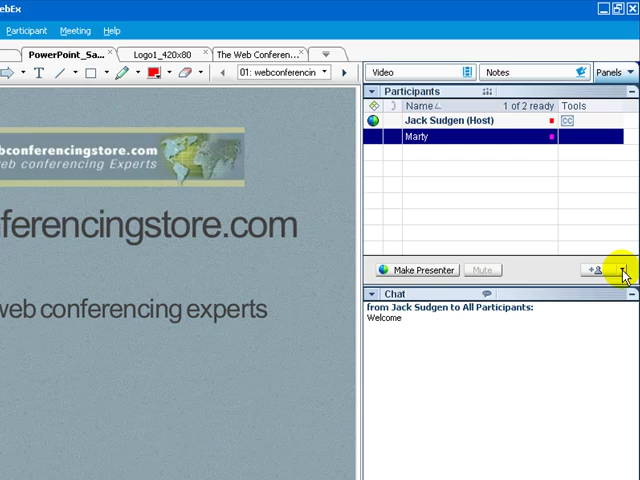 ebEx
Participant Meeting Help
PowerPoint_Sa... Logo1_420x80 The Web Conferen...
T 01: webconferencin
Video Notes Panels
Participants
Name 1 of 2 ready Tools
Jack Sudgen (Host) CC
Marty
Make Presenter Mute
Chat
from Jack Sudgen to All Participants:
Welcome
bconferencingstore.com
eb conferencing Experts
nferencingstore.com
web conferencing experts